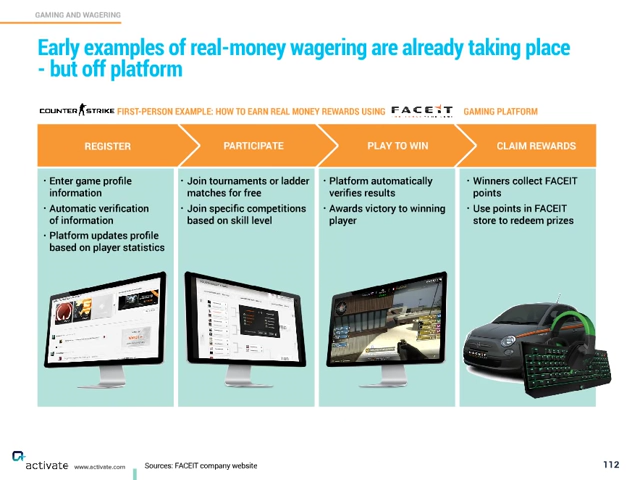 GAMING AND WAGERING
Early examples of real-money wagering are already taking place
- but off platform
COUNTER STRIKE FIRST-PERSON EXAMPLE: HOW TO EARN REAL MONEY REWARDS USING FACEIT GAMING PLATFORM
REGISTER
PARTICIPATE
PLAY TO WIN
CLAIM REWARDS
· Enter game profile
information
· Automatic verification
of information
· Platform updates profile
based on player statistics
· Join tournaments or ladder
matches for free
· Join specific competitions
based on skill level
· Platform automatically
verifies results
· Awards victory to winning
player
· Winners collect FACEIT
points
· Use points in FACEIT
store to redeem prizes
FACEIT
activate www.activate.com Sources: FACEIT company website 112